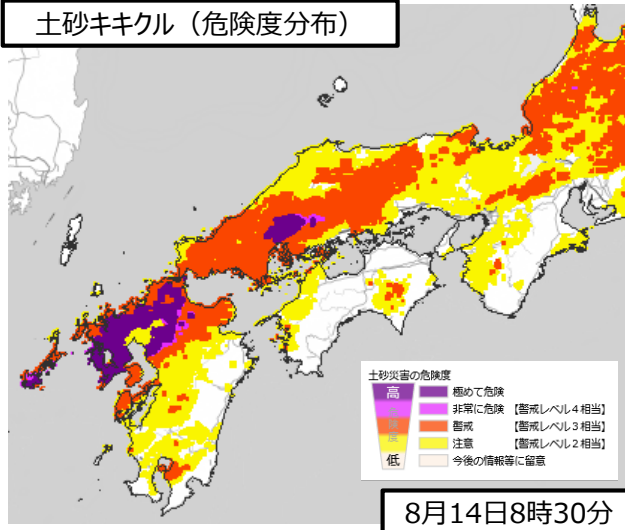 土砂キキクル（危険度分布）
土砂災害の危険度
高
危険度
低
極めて危険
非常に危険 【警戒レベル4相当】
警戒 【警戒レベル3相当】
注意 【警戒レベル2相当】
今後の情報等に留意
8月14日8時30分